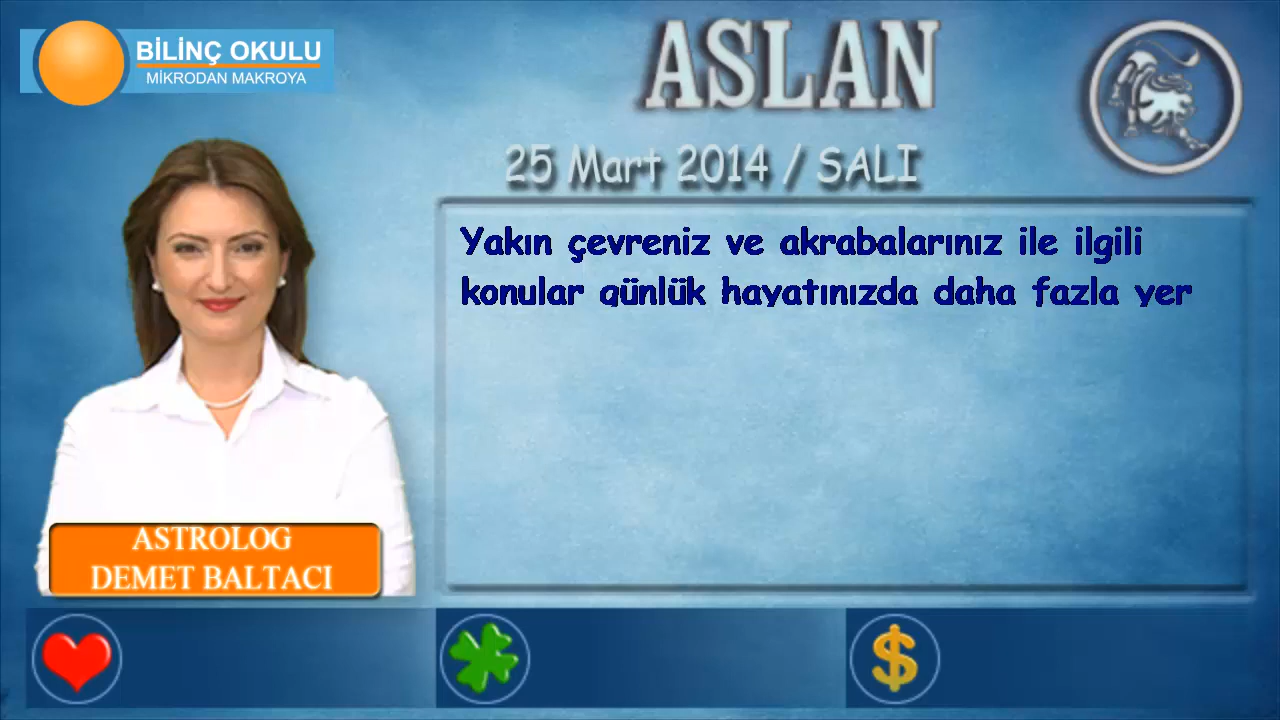 BİLİNÇ OKULU
MİKRODAN MAKROYA
ASLAN
25 Mart 2014 / SALI
Yakın çevreniz ve akrabalarınız ile ilgili
konular günlük hayatınızda daha fazla yer
ASTROLOG
DEMET BALTACI
$